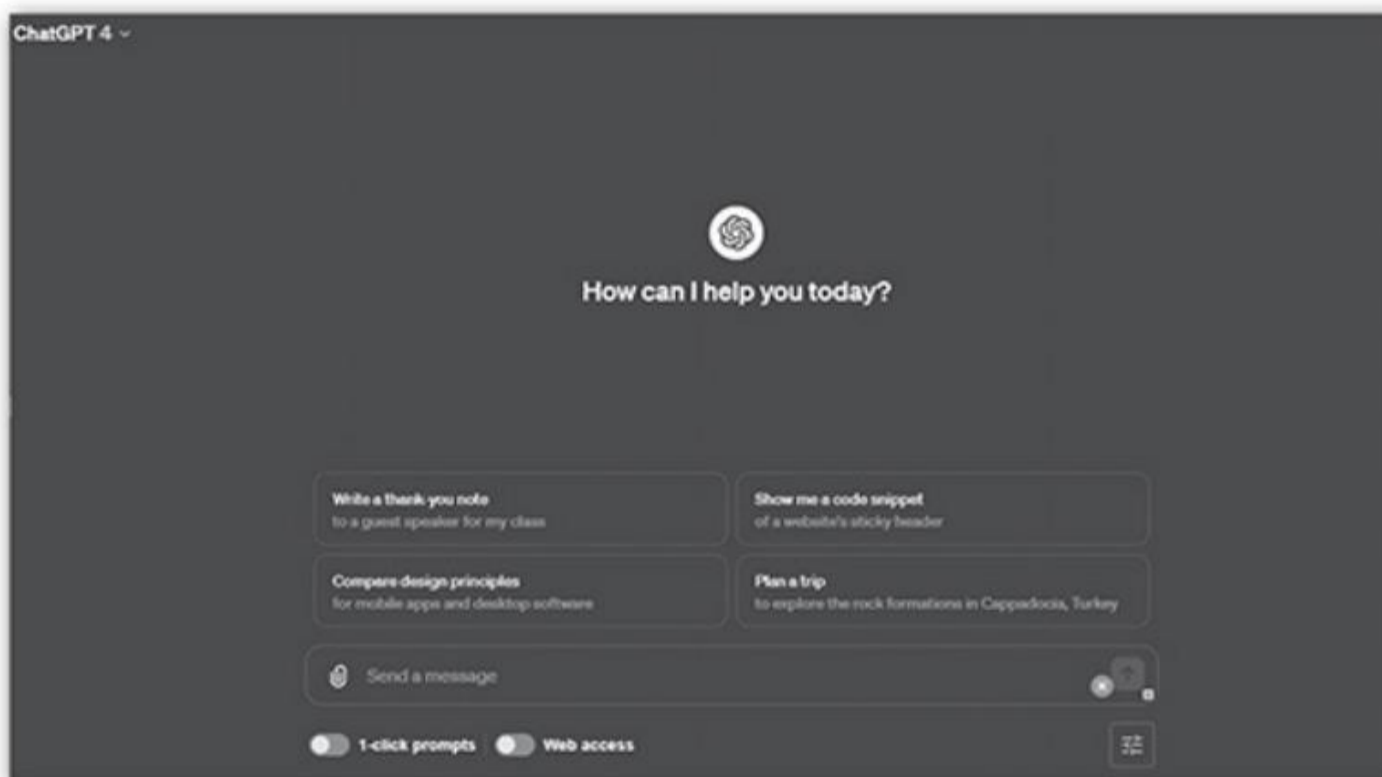 ChatGPT 4
How can I help you today?
Write a thank you note
to a guest speaker for my class
Show me a code snippet
of a website's sticky header
Compare design principles
for mobile apps and desktop software
Plan a trip
to explore the rock formations in Cappadocia, Turkey
Send a message
1-click prompts
Web access